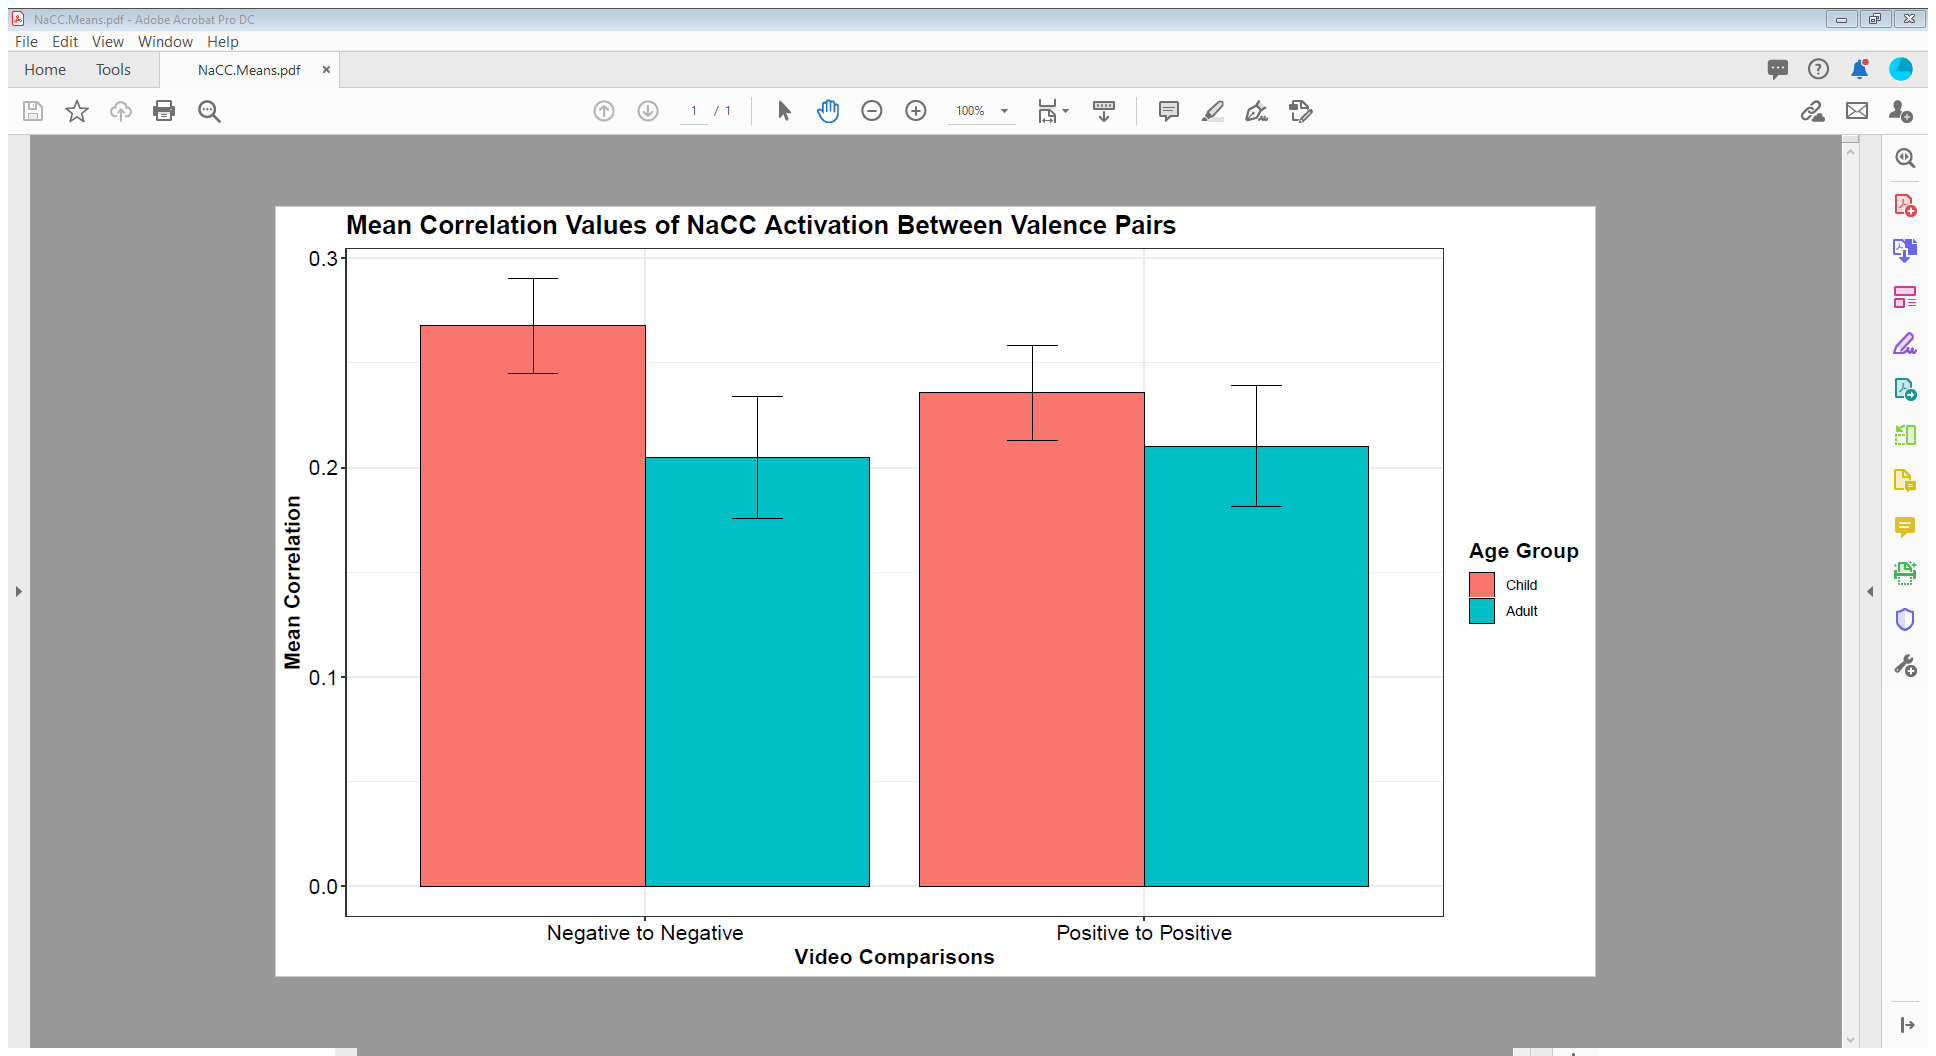 NaCC.Means.pdf - Adobe Acrobat Pro DC
File Edit View Window Help
Home Tools NaCC.Means.pdf ×
1 / 1 100%
Mean Correlation Values of NaCC Activation Between Valence Pairs
0.3
0.2
0.1
0.0
Mean Correlation
Negative to Negative Positive to Positive
Video Comparisons
Age Group
Child
Adult